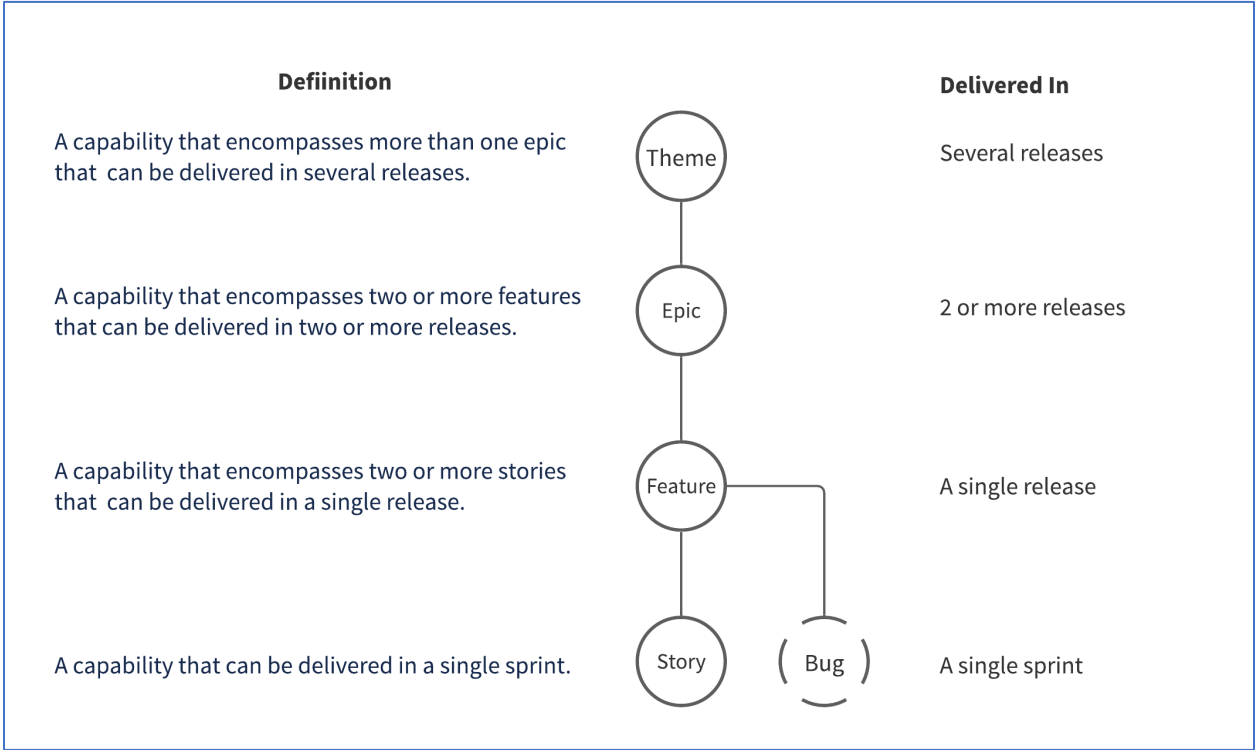 Defiinition
Delivered In
A capability that encompasses more than one epic
that  can be delivered in several releases.
Theme
Several releases
A capability that encompasses two or more features
that can be delivered in two or more releases.
Epic
2 or more releases
A capability that encompasses two or more stories
that  can be delivered in a single release.
Feature
A single release
A capability that can be delivered in a single sprint.
Story
Bug
A single sprint